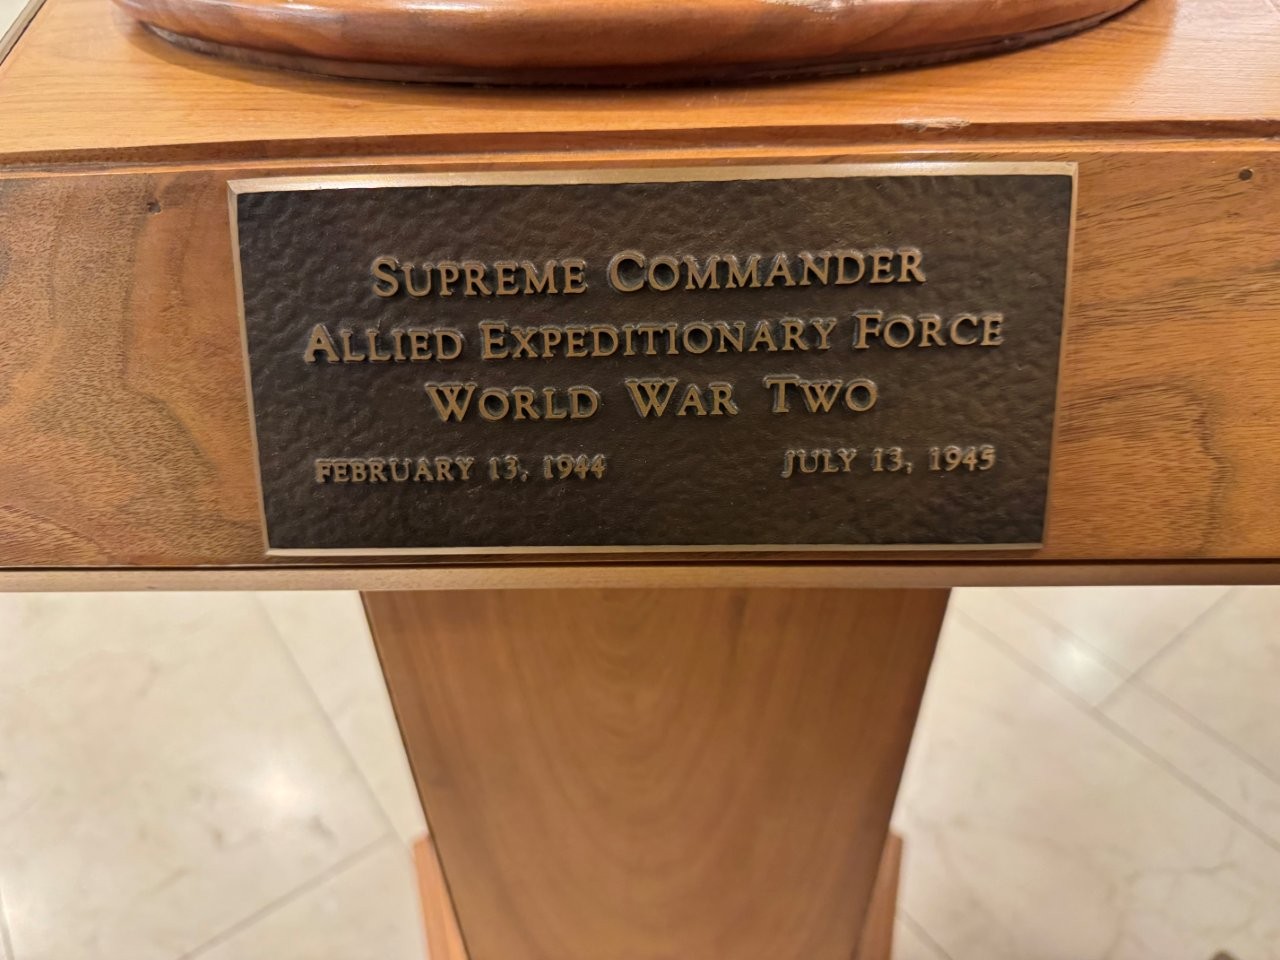 SUPREME COMMANDER
ALLIED EXPEDITIONARY FORCE
WORLD WAR TWO
FEBRUARY 13, 1944 JULY 13, 1945